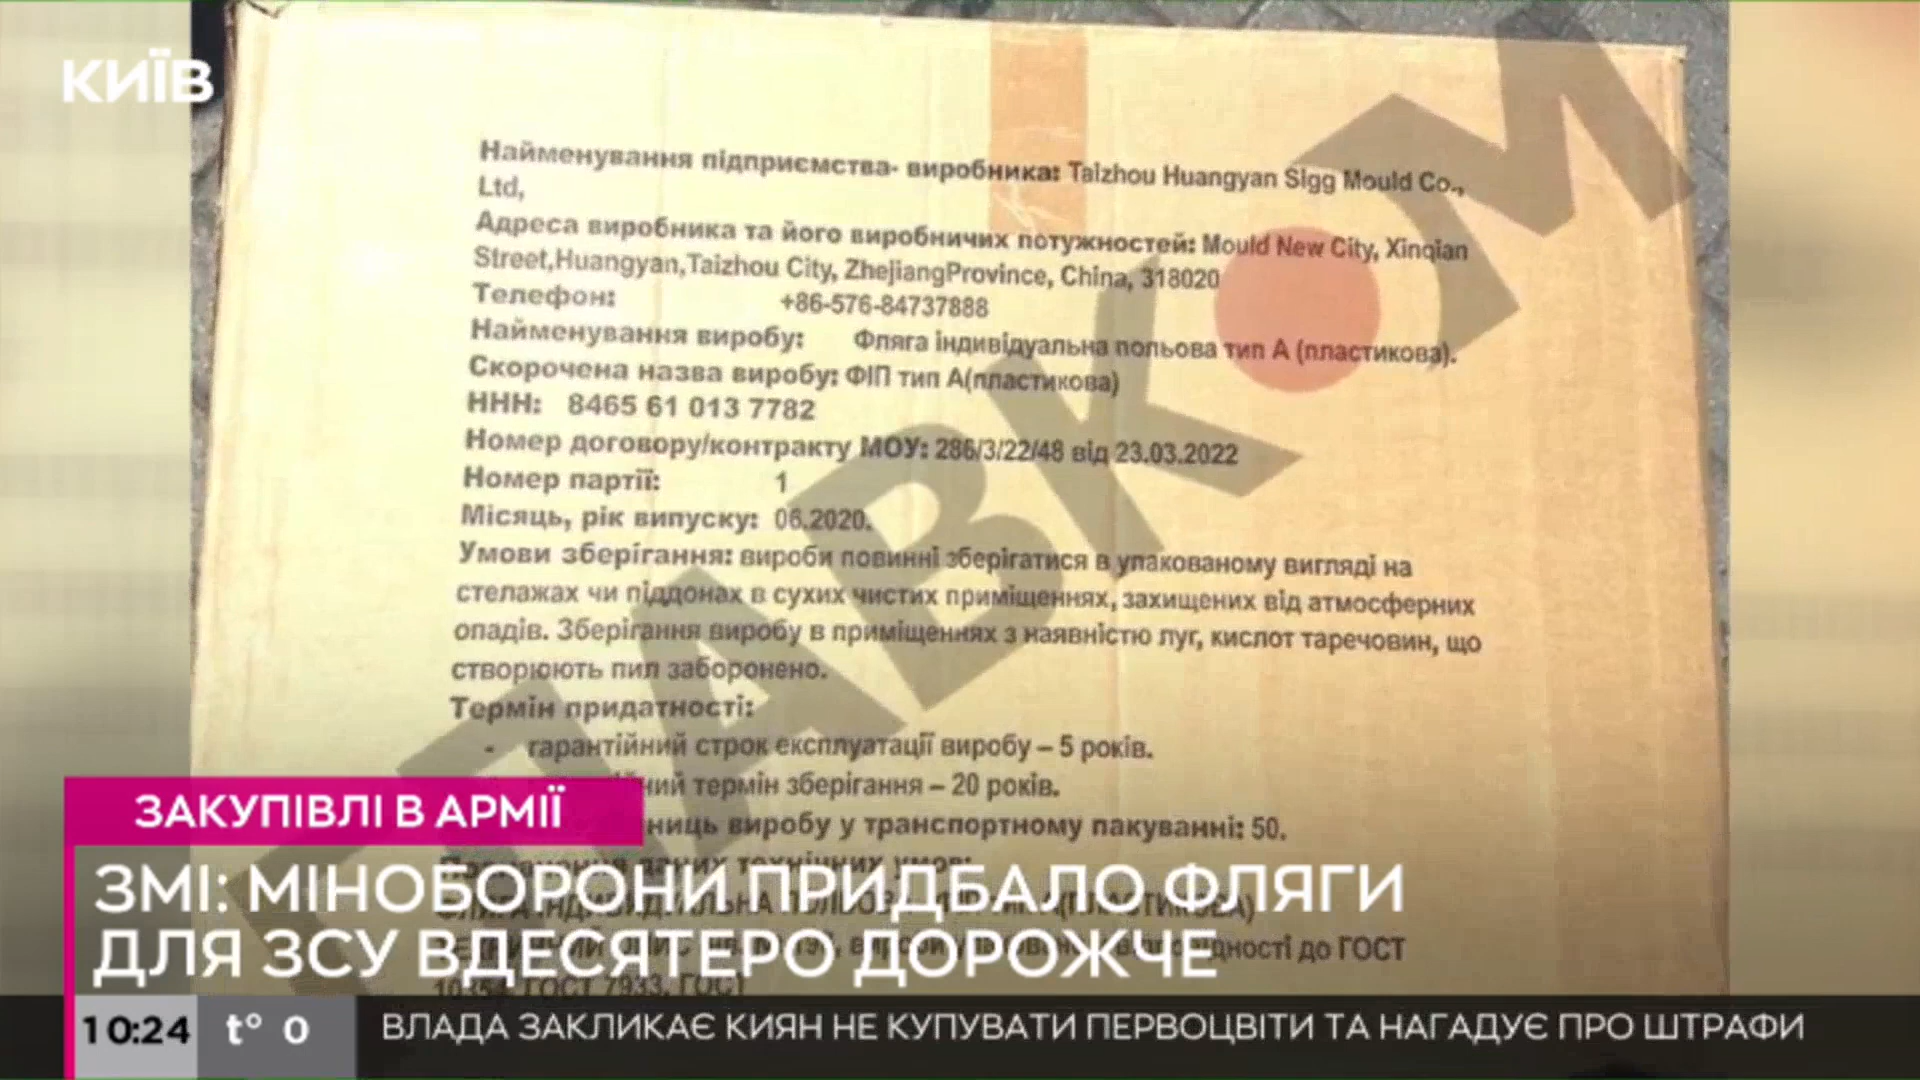 КИЇВ
Найменування підприємства- виробника: Taizhou Huangyan Sigg Mould Co.,
Ltd,
Адреса виробника та його виробничих потужностей: Mould New City, Xinqian
Street,Huangyan,Taizhou City, ZhejiangProvince, China, 318020
Телефон: +86-576-84737888
Найменування виробу: Фляга індивідуальна польова тип А (пластикова).
Скорочена назва виробу: ФІП тип А(пластикова)
ННН: 8465 61 013 7782
Номер договору/контракту МОУ: 286/3/22/48 від 23.03.2022
Номер партії: 1
Місяць, рік випуску: 06.2020.
Умови зберігання: вироби повинні зберігатися в упакованому вигляді на
стелажах чи піддонах в сухих чистих приміщеннях, захищених від атмосферних
опадів. Зберігання виробу в приміщеннях з наявністю луг, кислот таречовин, що
створюють пил заборонено.
Термін придатності:
- гарантійний строк експлуатації виробу – 5 років.
термін зберігання – 20 років.
виробу у транспортному пакуванні: 50.
до ГОСТ
10354, ГОСТ 7933, ГОСТ
ГЛАВКОМ
ЗАКУПІВЛІ В АРМІЇ
ЗМІ: МІНОБОРОНИ ПРИДБАЛО ФЛЯГИ
ДЛЯ ЗСУ ВДЕСЯТЕРО ДОРОЖЧЕ
10:24 t° 0 ВЛАДА ЗАКЛИКАЄ КИЯН НЕ КУПУВАТИ ПЕРВОЦВІТИ ТА НАГАДУЄ ПРО ШТРАФИ